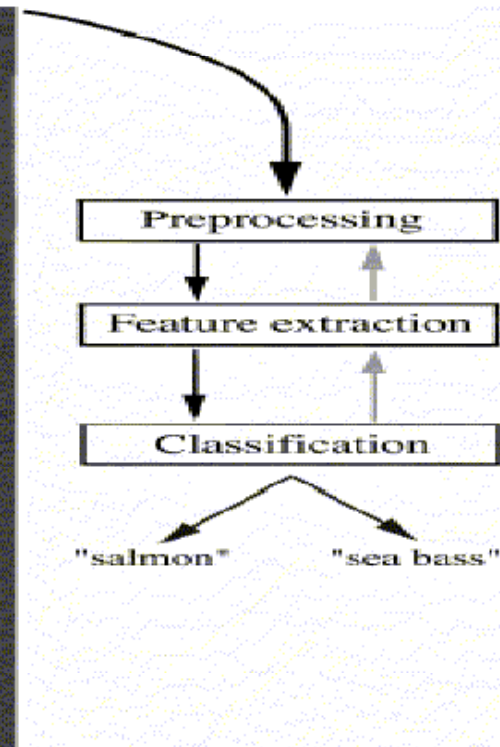 Preprocessing
Feature extraction
Classification
"salmon" "sea bass"